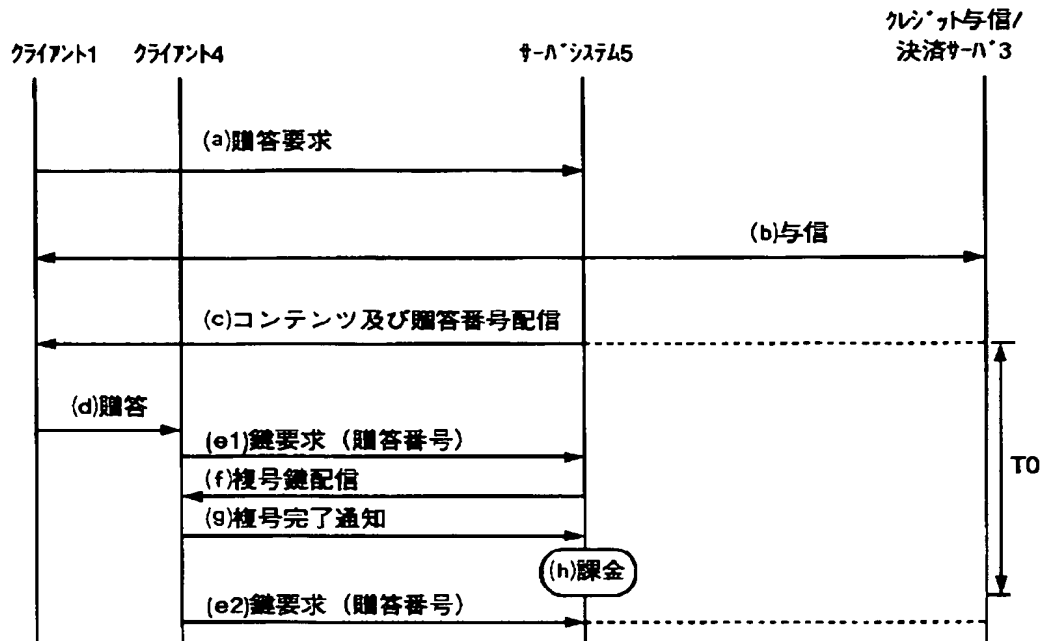 クライアント1
クライアント4
サーバシステム5
クレジット与信/
決済サーバ3
(a)贈答要求
(b)与信
(c)コンテンツ及び贈答番号配信
(d)贈答
(e1)鍵要求（贈答番号）
(f)複号鍵配信
(g)複号完了通知
T0
(h)課金
(e2)鍵要求（贈答番号）